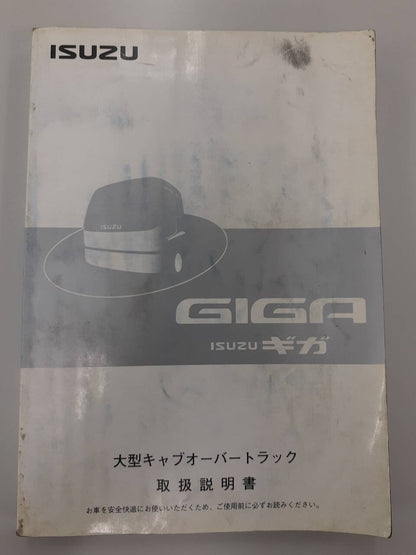 ISUZU
ISUZU
GIGA
ISUZU ギガ
大型キャブオーバートラック
取扱説明書
お車を安全快適にお使いいただくため、ご使用前に必ずお読みください。